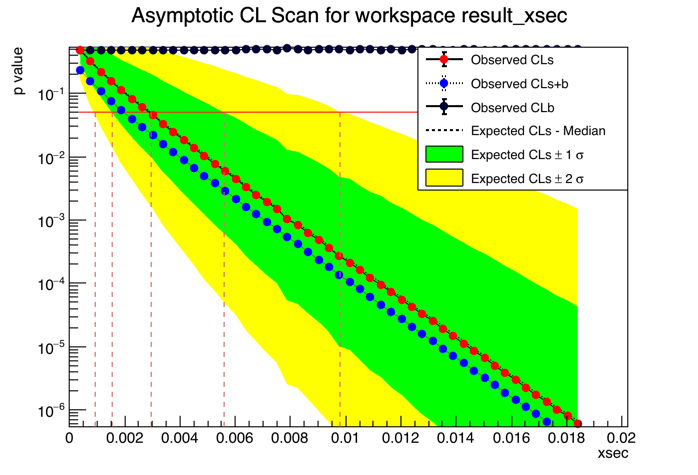 Asymptotic CL Scan for workspace result_xsec
p value
Observed CLs
Observed CLs+b
Observed CLb
Expected CLs - Median
Expected CLs ± 1 σ
Expected CLs ± 2 σ
10⁻¹
10⁻²
10⁻³
10⁻⁴
10⁻⁵
10⁻⁶
0 0.002 0.004 0.006 0.008 0.01 0.012 0.014 0.016 0.018 0.02
xsec